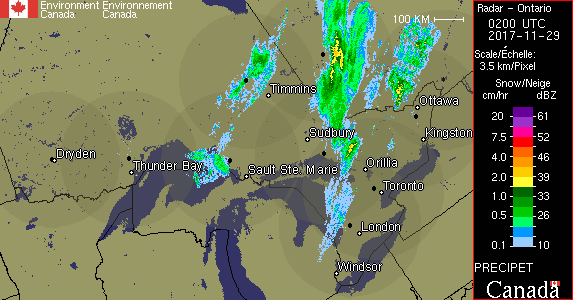 Environment Environnement
Canada Canada
100 KM
Timmins
Ottawa
Sudbury
Kingston
Dryden
Thunder Bay
Sault Ste. Marie
Orillia
Toronto
London
Windsor
Radar - Ontario
0200 UTC
2017-11-29
Scale/Échelle:
3.5 km/Pixel
Snow/Neige
cm/hr dBZ
20 61
7.5 52
4.0 46
2.0 39
1.0 33
0.5 26
0.1 10
PRECIPET
Canada